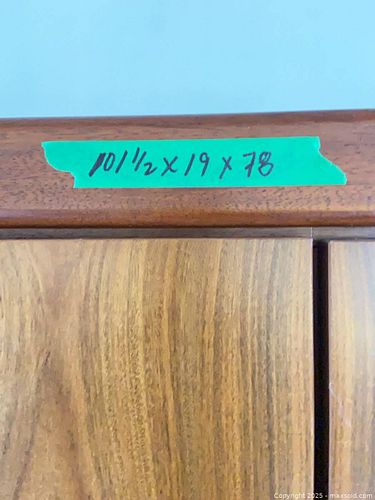 101 1/2 x 19 x 78
Copyright 2025 - maxsold.com